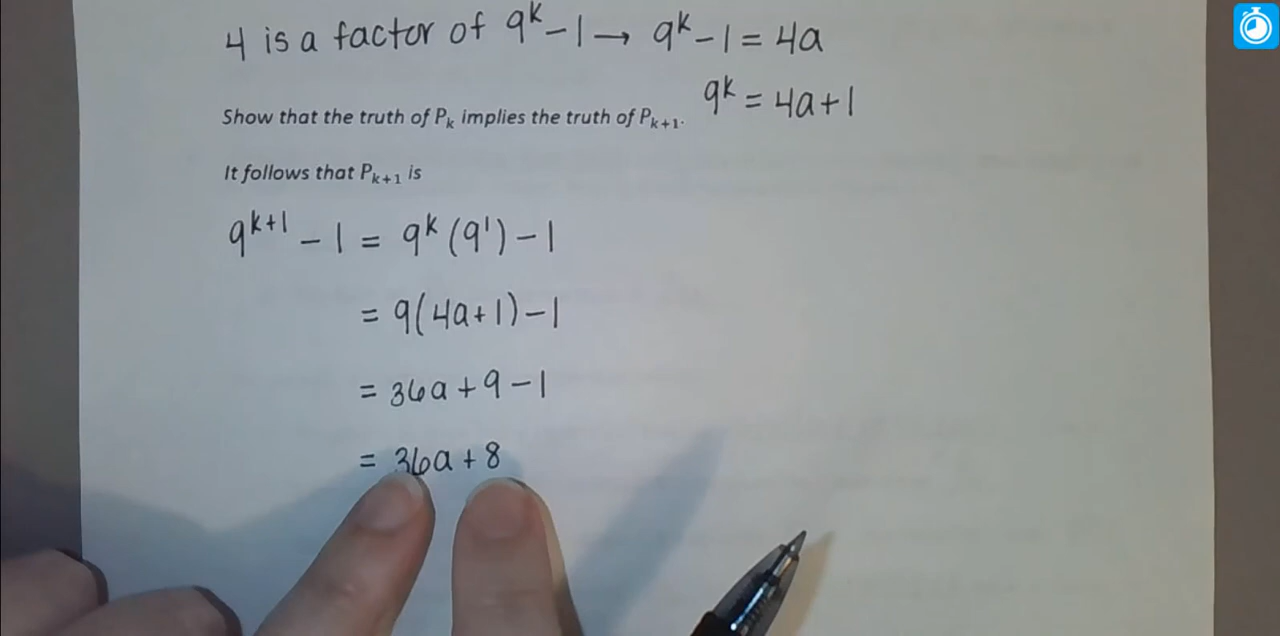 4 is a factor of 9^k - 1 → 9^k - 1 = 4a
9^k = 4a + 1
Show that the truth of P_k implies the truth of P_{k+1}.
It follows that P_{k+1} is
9^{k+1} - 1 = 9^k (9^1) - 1
= 9(4a+1) - 1
= 36a + 9 - 1
= 36a + 8